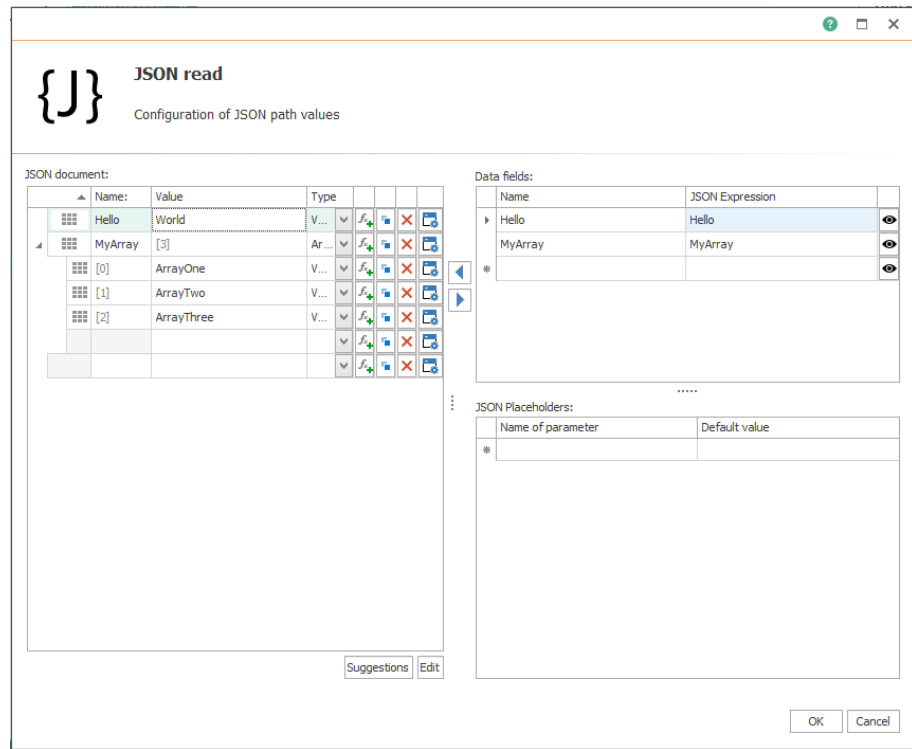 ?
{J}
JSON read
Configuration of JSON path values
JSON document:
Name: Value Type
Hello World V...
MyArray [3] Ar...
[0] ArrayOne V...
[1] ArrayTwo V...
[2] ArrayThree V...
Suggestions Edit
Data fields:
Name JSON Expression
Hello Hello
MyArray MyArray
JSON Placeholders:
Name of parameter Default value
OK Cancel